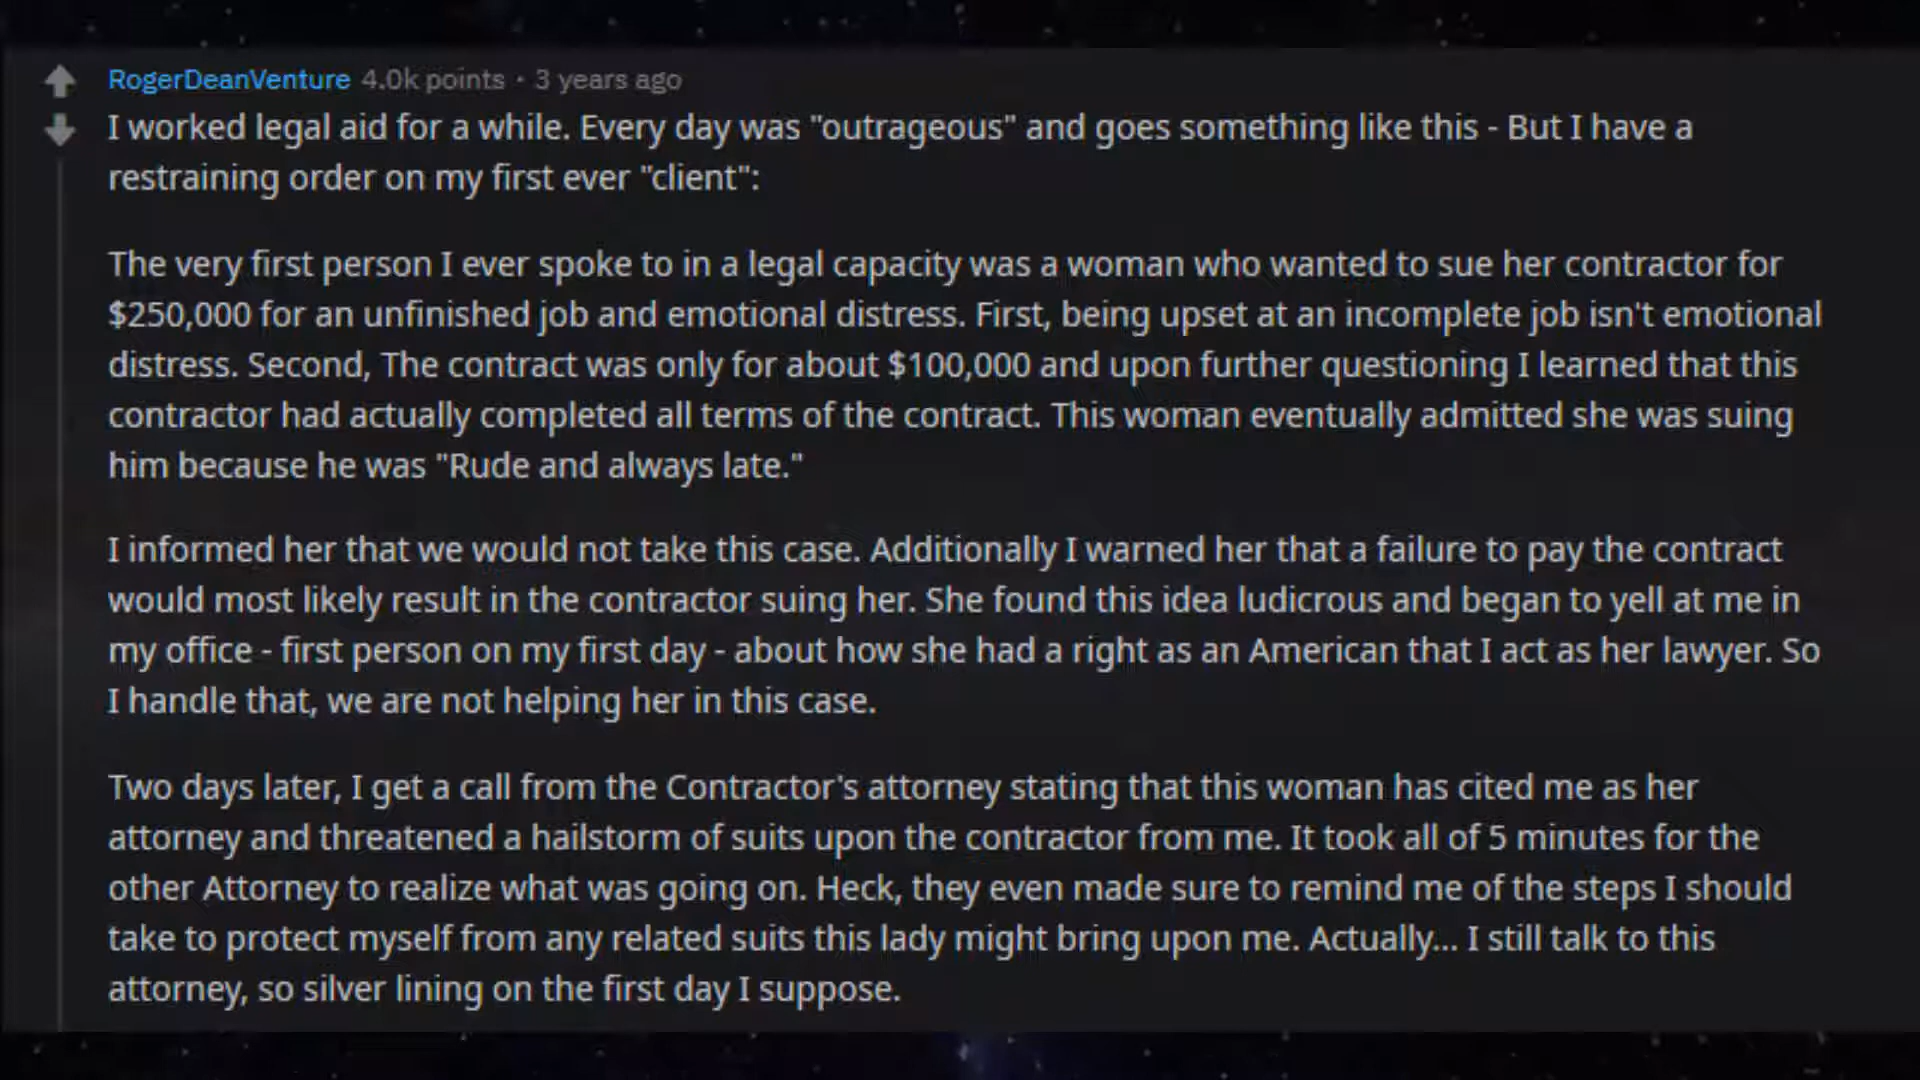 RogerDeanVenture 4.0k points · 3 years ago
I worked legal aid for a while. Every day was "outrageous" and goes something like this - But I have a
restraining order on my first ever "client":
The very first person I ever spoke to in a legal capacity was a woman who wanted to sue her contractor for
$250,000 for an unfinished job and emotional distress. First, being upset at an incomplete job isn't emotional
distress. Second, The contract was only for about $100,000 and upon further questioning I learned that this
contractor had actually completed all terms of the contract. This woman eventually admitted she was suing
him because he was "Rude and always late."
I informed her that we would not take this case. Additionally I warned her that a failure to pay the contract
would most likely result in the contractor suing her. She found this idea ludicrous and began to yell at me in
my office - first person on my first day - about how she had a right as an American that I act as her lawyer. So
I handle that, we are not helping her in this case.
Two days later, I get a call from the Contractor's attorney stating that this woman has cited me as her
attorney and threatened a hailstorm of suits upon the contractor from me. It took all of 5 minutes for the
other Attorney to realize what was going on. Heck, they even made sure to remind me of the steps I should
take to protect myself from any related suits this lady might bring upon me. Actually... I still talk to this
attorney, so silver lining on the first day I suppose.